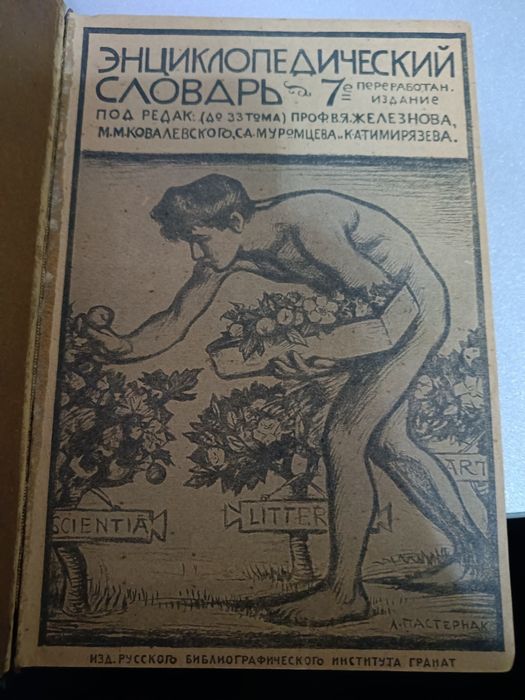 ЭНЦИКЛОПЕДИЧЕСКИЙ
СЛОВАРЬ 7е ПЕРЕРАБОТАН.
ИЗДАНИЕ
ПОД РЕДАК: (ДО 33 ТОМА) ПРОФ В.Я. ЖЕЛЕЗНОВА,
М.М. КОВАЛЕВСКОГО, С.А. МУРОМЦЕВА и К.А ТИМИРЯЗЕВА.
SCIENTIA
LITTER
ART
Л. ПАСТЕРНАК
ИЗД. РУССКОГО БИБЛИОГРАФИЧЕСКОГО ИНСТИТУТА ГРАНАТ